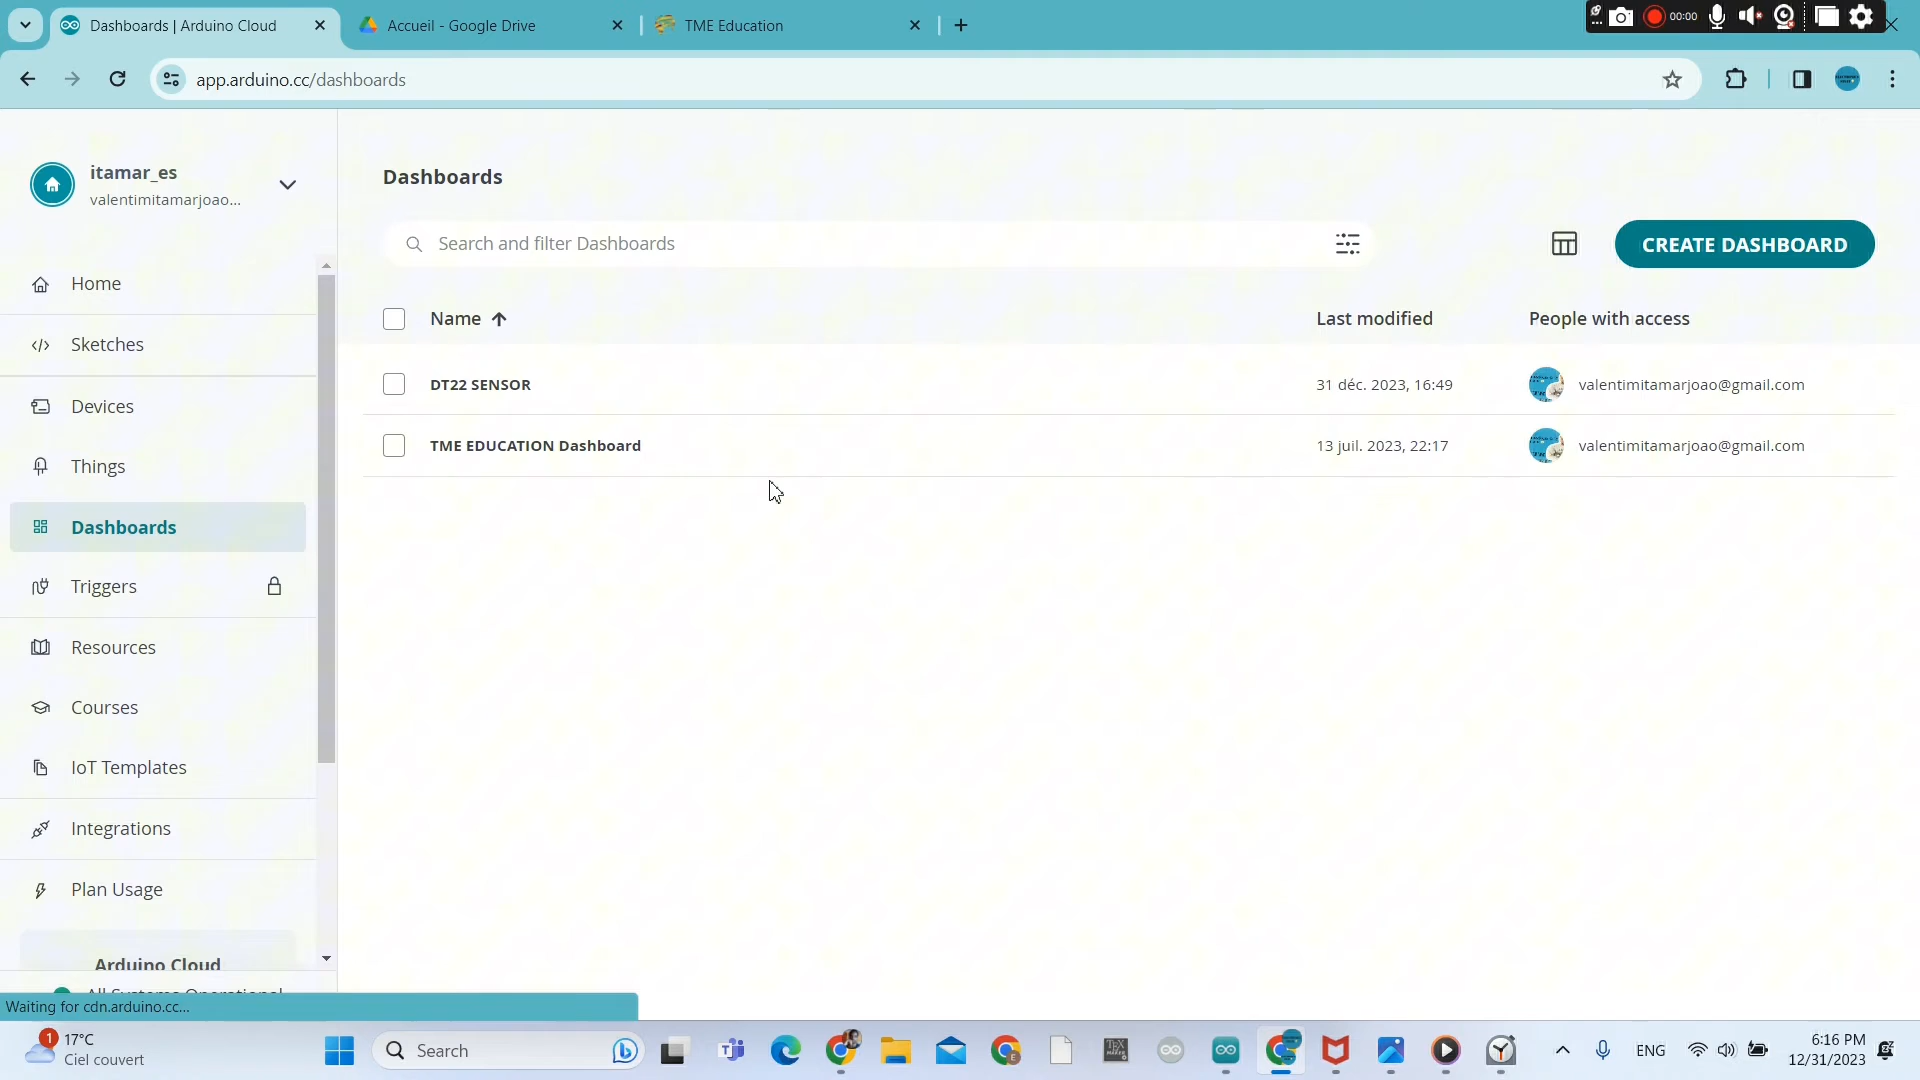 Dashboards | Arduino Cloud
Accueil - Google Drive
TME Education
00:00
app.arduino.cc/dashboards
itamar_es
valentimitamarjoao...
Home
Sketches
Devices
Things
Dashboards
Triggers
Resources
Courses
IoT Templates
Integrations
Plan Usage
Arduino Cloud
All Systems Operational
Waiting for cdn.arduino.cc...
Dashboards
Search and filter Dashboards
CREATE DASHBOARD
Name
Last modified
People with access
DT22 SENSOR
31 déc. 2023, 16:49
valentimitamarjoao@gmail.com
TME EDUCATION Dashboard
13 juil. 2023, 22:17
valentimitamarjoao@gmail.com
1
17°C
Ciel couvert
Search
ENG
6:16 PM
12/31/2023